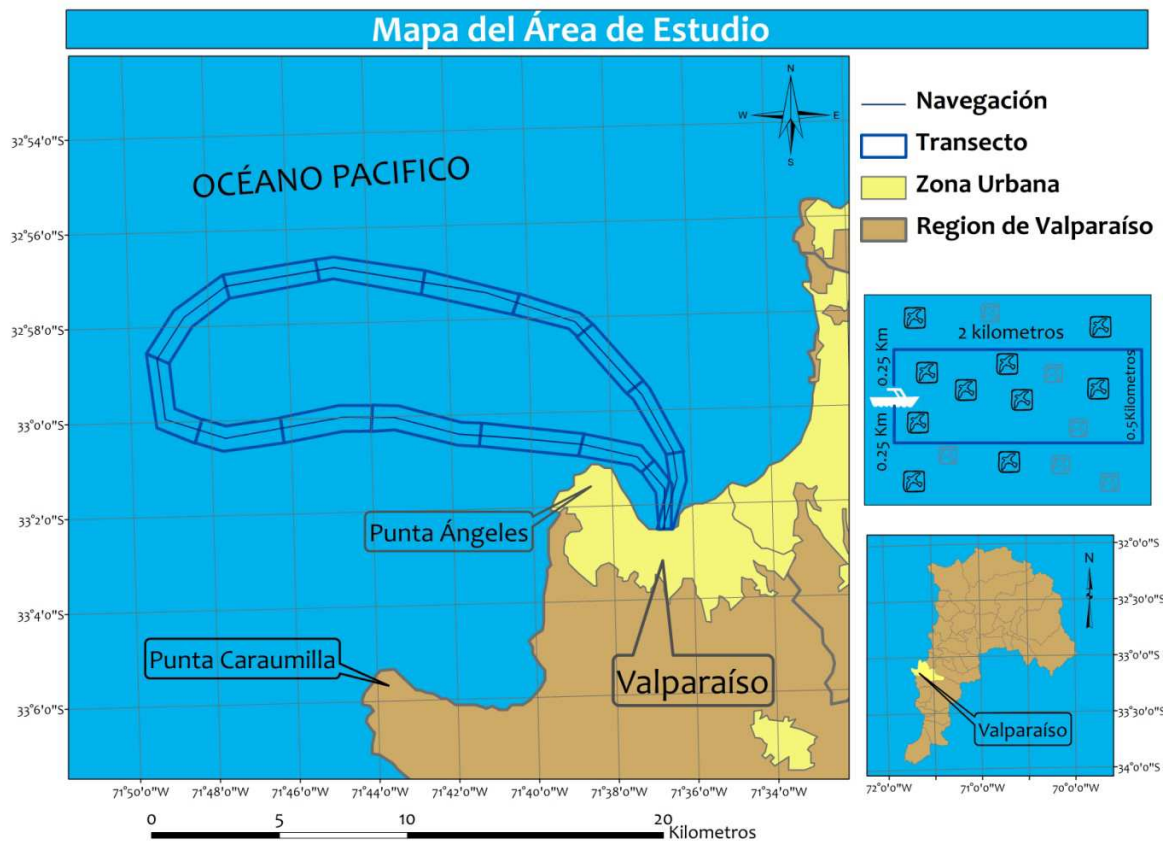 Mapa del Área de Estudio
OCÉANO PACIFICO
N
W E
S
32°54'0"S
32°56'0"S
32°58'0"S
33°0'0"S
33°2'0"S
33°4'0"S
33°6'0"S
Punta Ángeles
Punta Caraumilla
Valparaíso
71°50'0"W 71°48'0"W 71°46'0"W 71°44'0"W 71°42'0"W 71°40'0"W 71°38'0"W 71°36'0"W 71°34'0"W
0 5 10 20
Kilometros
Navegación
Transecto
Zona Urbana
Region de Valparaíso
2 kilometros
0.25 Km
0.25 Km
0.5Kilometros
N
32°0'0"S
32°30'0"S
33°0'0"S
33°30'0"S
34°0'0"S
Valparaíso
72°0'0"W 71°0'0"W 70°0'0"W